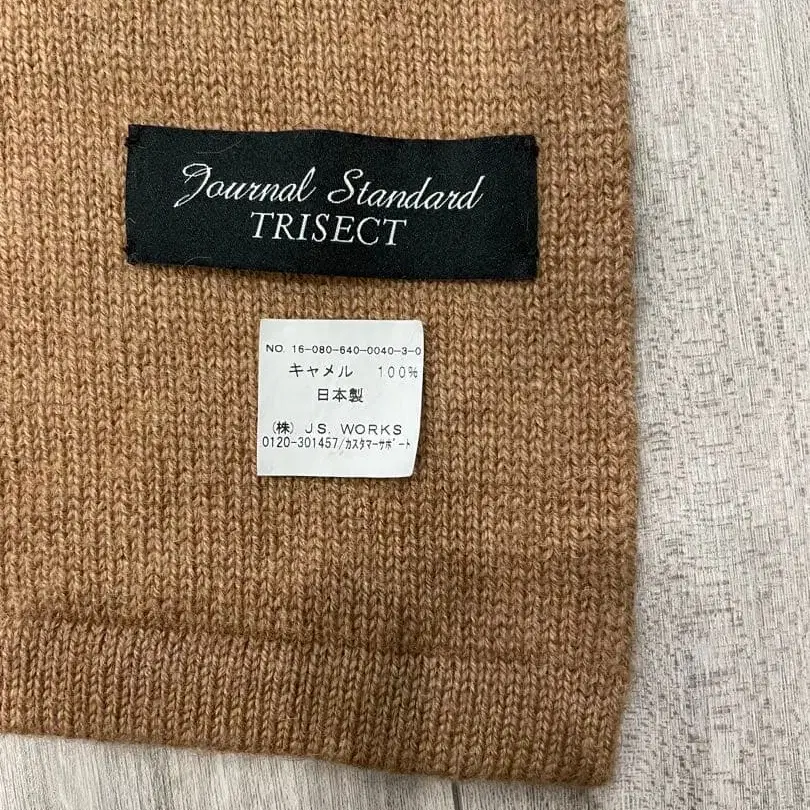 Journal Standard
TRISECT
NO. 16-080-640-0040-3-0
キャメル 100%
日本製
(株) J.S. WORKS
0120-301457/カスタマーサポート